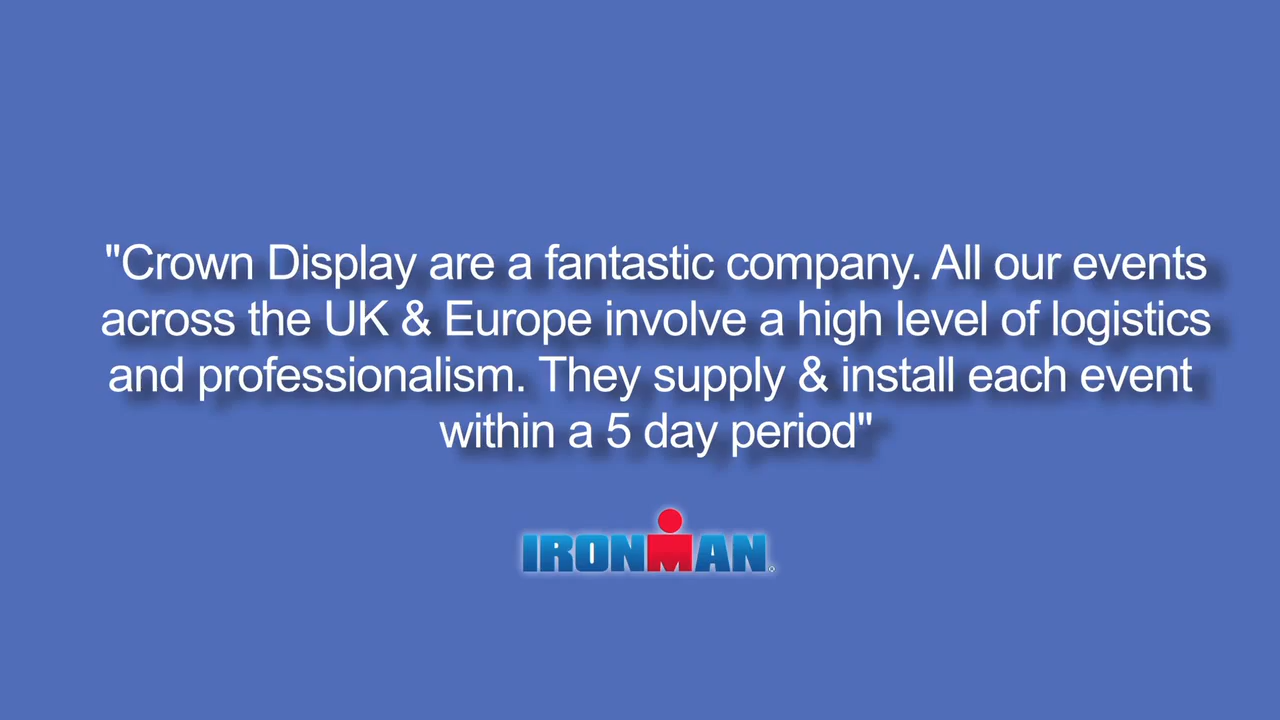 "Crown Display are a fantastic company. All our events
across the UK & Europe involve a high level of logistics
and professionalism. They supply & install each event
within a 5 day period"
IRONMAN®